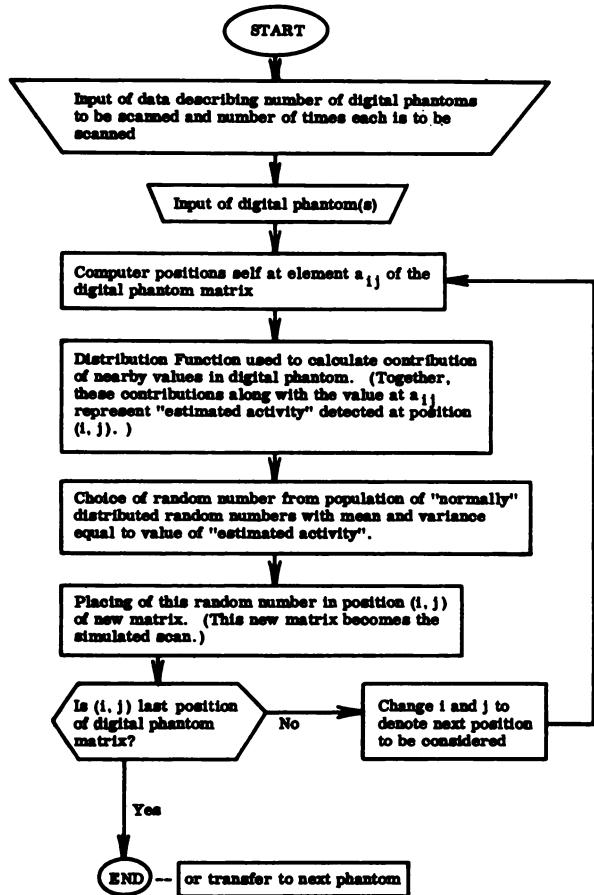 START
Input of data describing number of digital phantoms
to be scanned and number of times each is to be
scanned
Input of digital phantom(s)
Computer positions self at element a_ij of the
digital phantom matrix
Distribution Function used to calculate contribution
of nearby values in digital phantom. (Together,
these contributions along with the value at a_ij
represent "estimated activity" detected at position
(i, j). )
Choice of random number from population of "normally"
distributed random numbers with mean and variance
equal to value of "estimated activity".
Placing of this random number in position (i, j)
of new matrix. (This new matrix becomes the
simulated scan.)
Is (i, j) last position
of digital phantom
matrix?
No
Change i and j to
denote next position
to be considered
Yes
END -- or transfer to next phantom